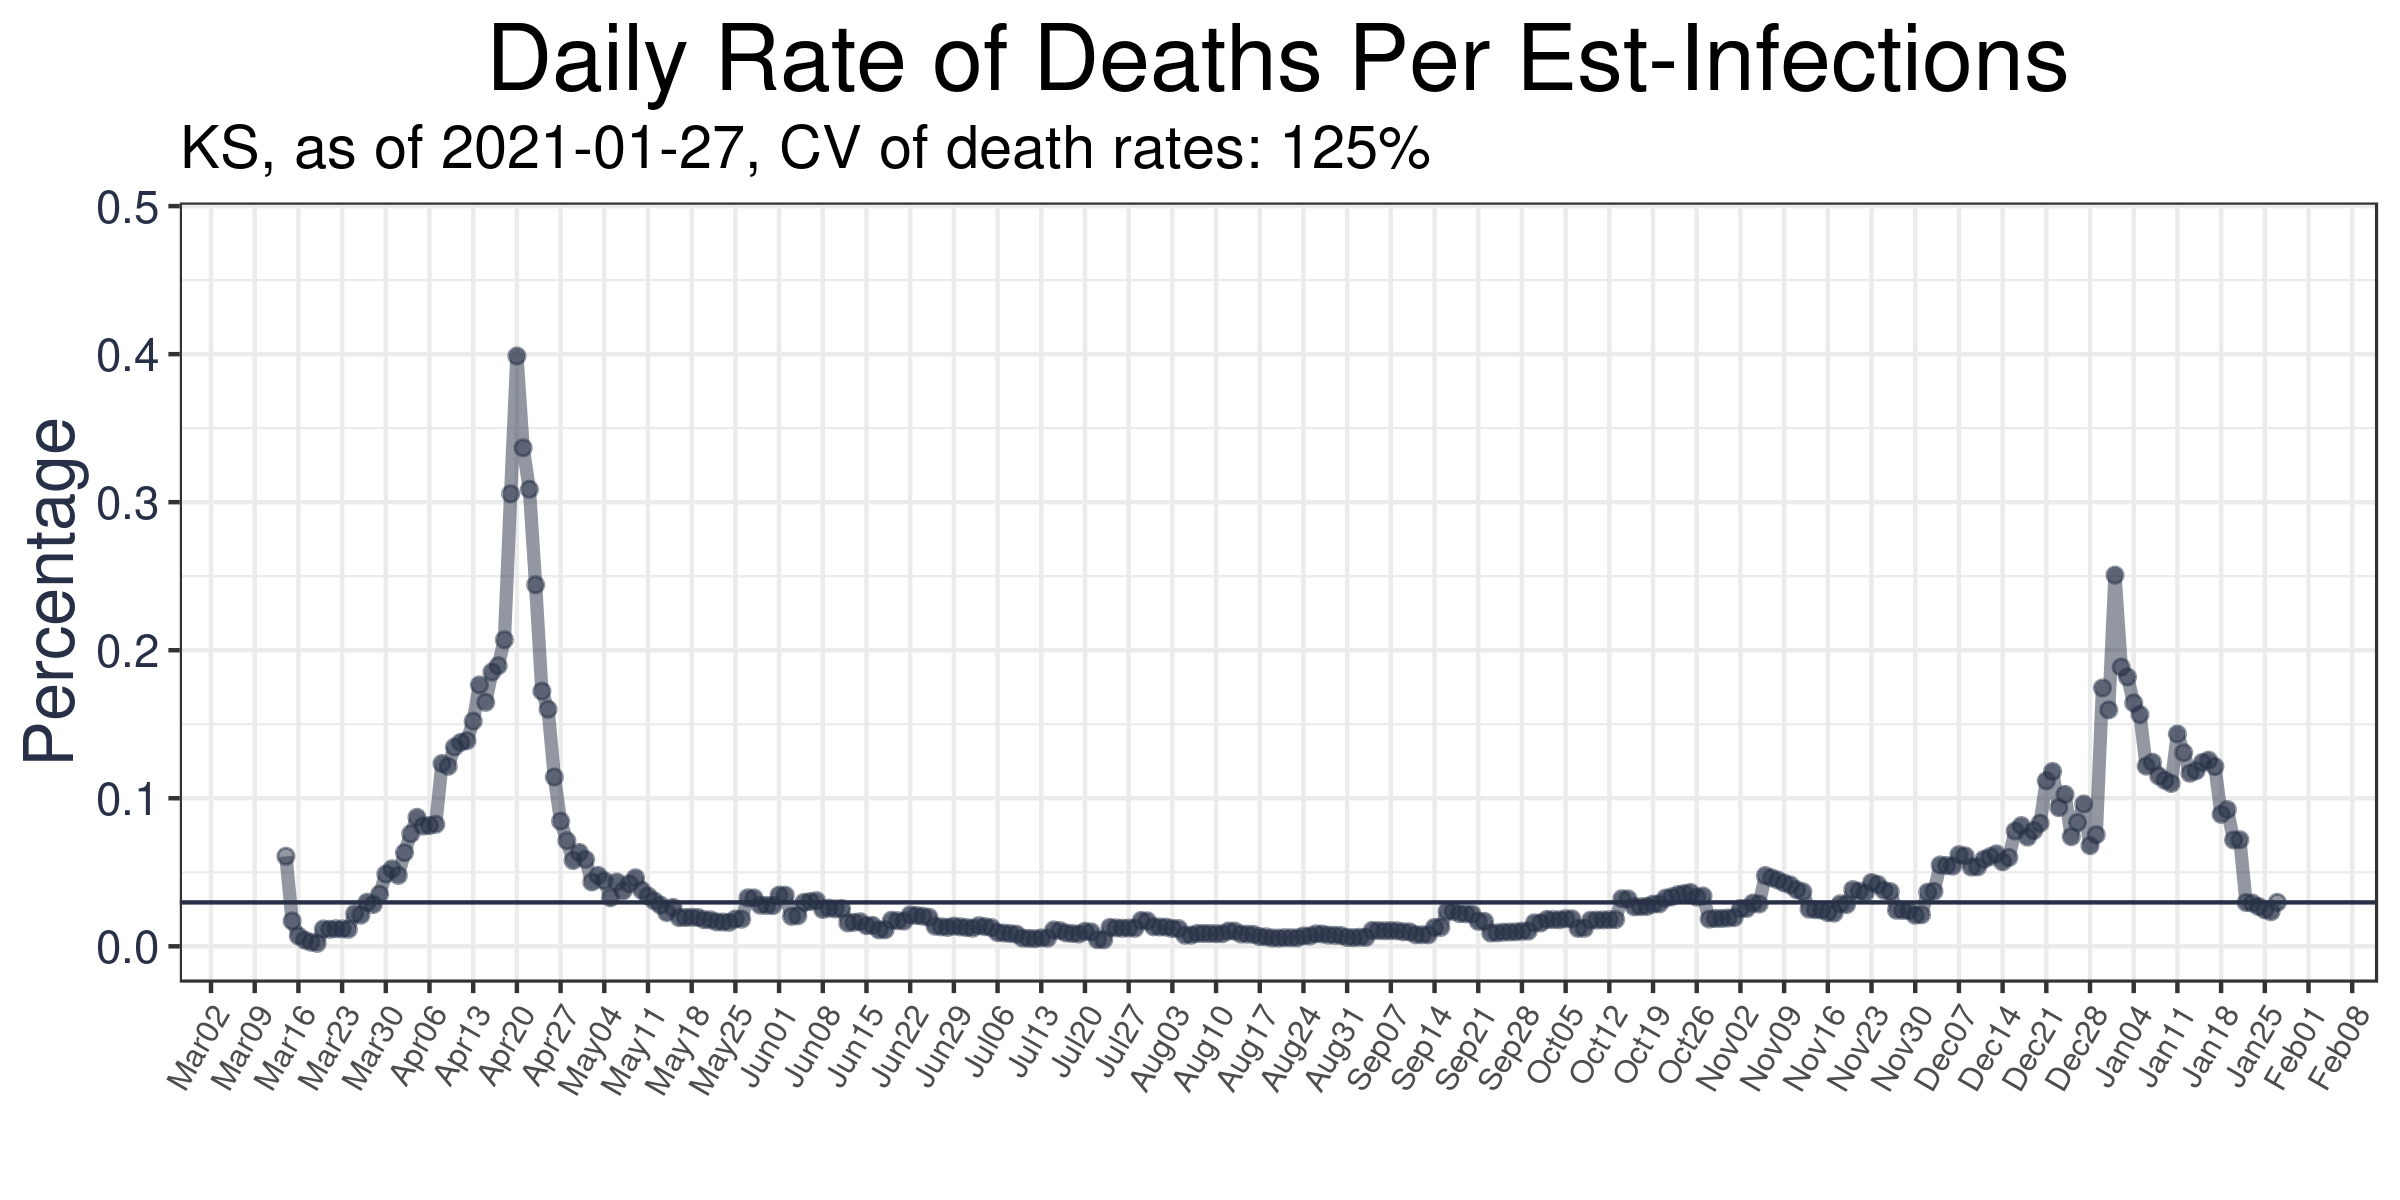 Daily Rate of Deaths Per Est-Infections
KS, as of 2021-01-27, CV of death rates: 125%
Percentage
0.5
0.4
0.3
0.2
0.1
0.0
Mar02 Mar09 Mar16 Mar23 Mar30 Apr06 Apr13 Apr20 Apr27 May04 May11 May18 May25 Jun01 Jun08 Jun15 Jun22 Jun29 Jul06 Jul13 Jul20 Jul27 Aug03 Aug10 Aug17 Aug24 Aug31 Sep07 Sep14 Sep21 Sep28 Oct05 Oct12 Oct19 Oct26 Nov02 Nov09 Nov16 Nov23 Nov30 Dec07 Dec14 Dec21 Dec28 Jan04 Jan11 Jan18 Jan25 Feb01 Feb08